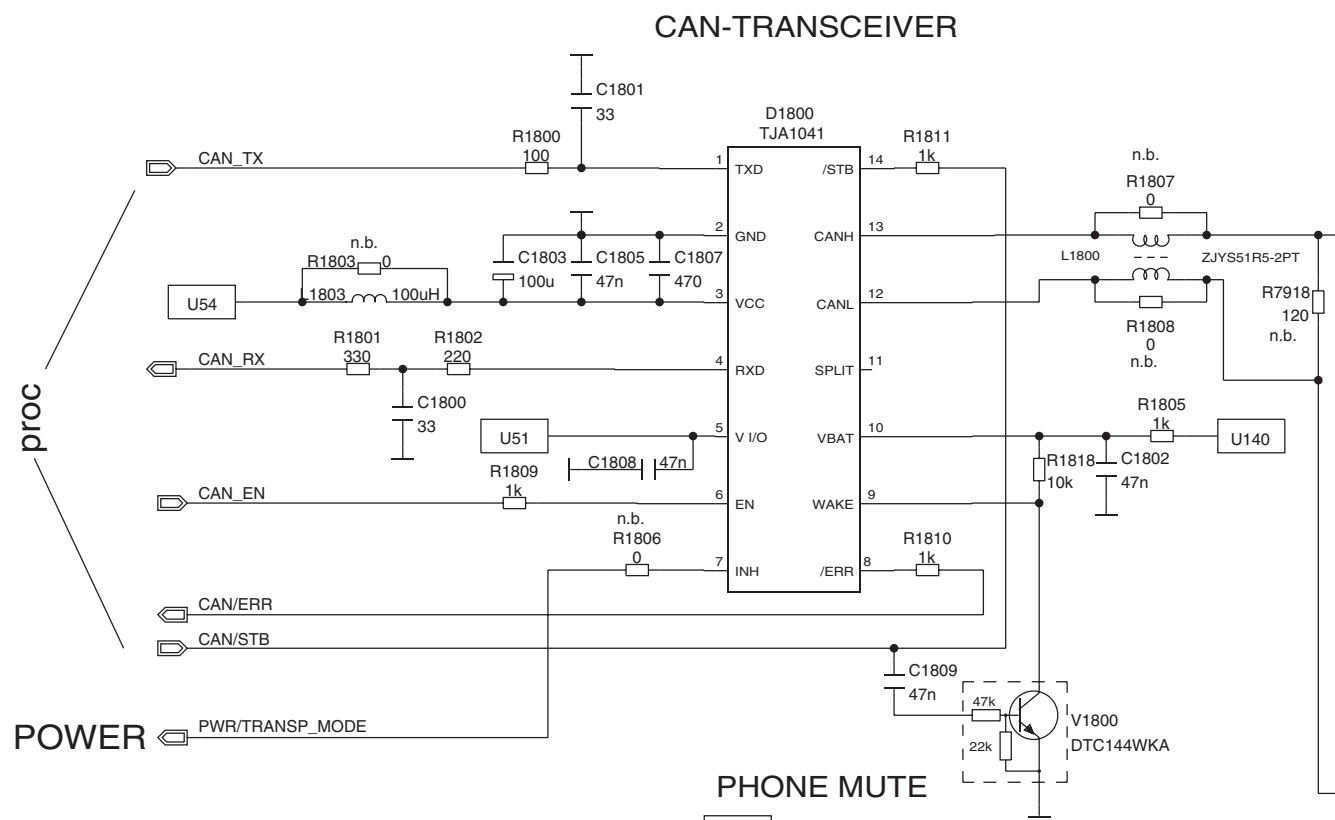 CAN-TRANSCEIVER
C1801
33
D1800
TJA1041
R1800
100
R1811
1k
CAN_TX
1
TXD
/STB
14
n.b.
R1807
0
2
GND
CANH
13
n.b.
R1803
0
C1803
100u
C1805
47n
C1807
470
L1800
ZJYS51R5-2PT
U54
L1803
100uH
3
VCC
CANL
12
R1808
0
n.b.
R7918
120
n.b.
CAN_RX
R1801
330
R1802
220
4
RXD
SPLIT
11
C1800
33
proc
U51
5
V I/O
VBAT
10
R1805
1k
U140
C1808
47n
R1818
10k
C1802
47n
CAN_EN
R1809
1k
6
EN
WAKE
9
n.b.
R1806
0
7
INH
/ERR
8
R1810
1k
CAN/ERR
CAN/STB
C1809
47n
POWER
PWR/TRANSP_MODE
47k
22k
V1800
DTC144WKA
PHONE MUTE